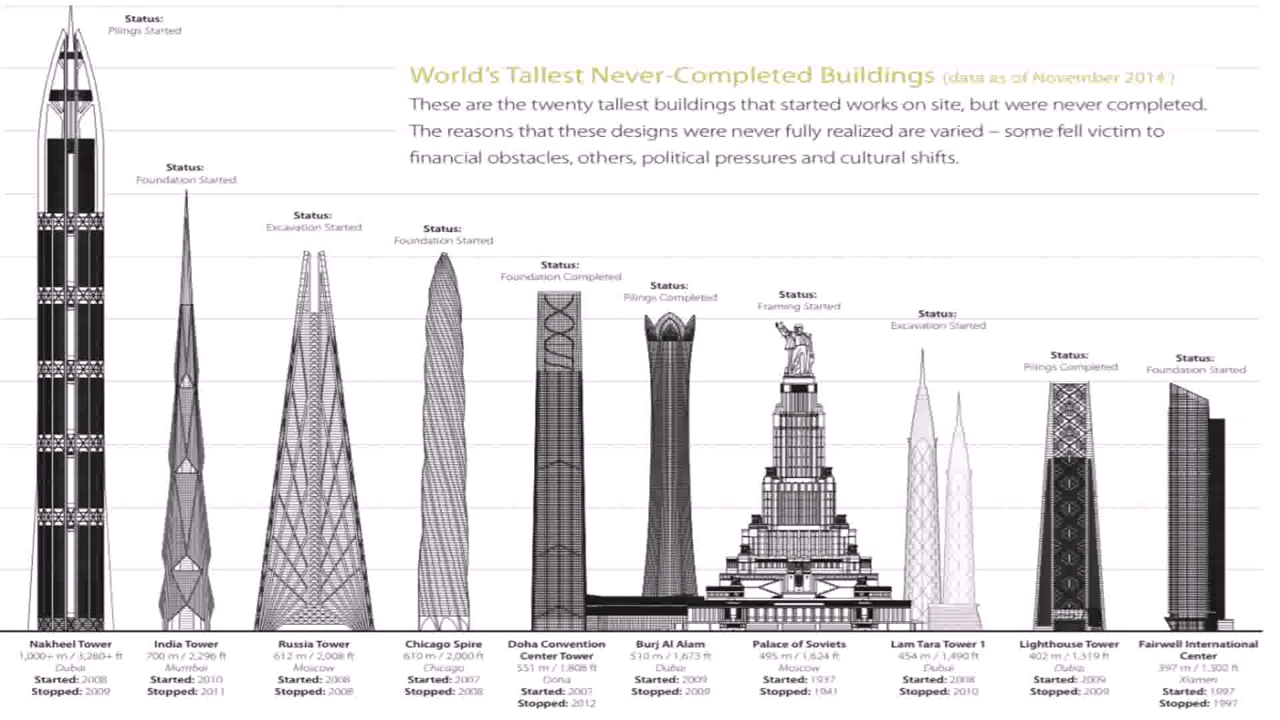 Status:
Pilings Started
World's Tallest Never-Completed Buildings (data as of November 2014)
These are the twenty tallest buildings that started works on site, but were never completed.
The reasons that these designs were never fully realized are varied – some fell victim to
financial obstacles, others, political pressures and cultural shifts.
Status:
Foundation Started
Status:
Excavation Started
Status:
Foundation Started
Status:
Foundation Completed
Status:
Pilings Completed
Status:
Framing Started
Status:
Excavation Started
Status:
Pilings Completed
Status:
Foundation Started
Nakheel Tower
1,000+ m / 3,280+ ft
Dubai
Started: 2008
Stopped: 2009
India Tower
700 m / 2,296 ft
Mumbai
Started: 2010
Stopped: 2011
Russia Tower
612 m / 2,008 ft
Moscow
Started: 2008
Stopped: 2008
Chicago Spire
610 m / 2,000 ft
Chicago
Started: 2007
Stopped: 2008
Doha Convention
Center Tower
551 m / 1,808 ft
Doha
Started: 2007
Stopped: 2012
Burj Al Alam
510 m / 1,673 ft
Dubai
Started: 2009
Stopped: 2009
Palace of Soviets
495 m / 1,624 ft
Moscow
Started: 1937
Stopped: 1941
Lam Tara Tower 1
454 m / 1,490 ft
Dubai
Started: 2008
Stopped: 2010
Lighthouse Tower
402 m / 1,319 ft
Dubai
Started: 2009
Stopped: 2009
Fairwell International
Center
397 m / 1,302 ft
Xiamen
Started: 1997
Stopped: 1997